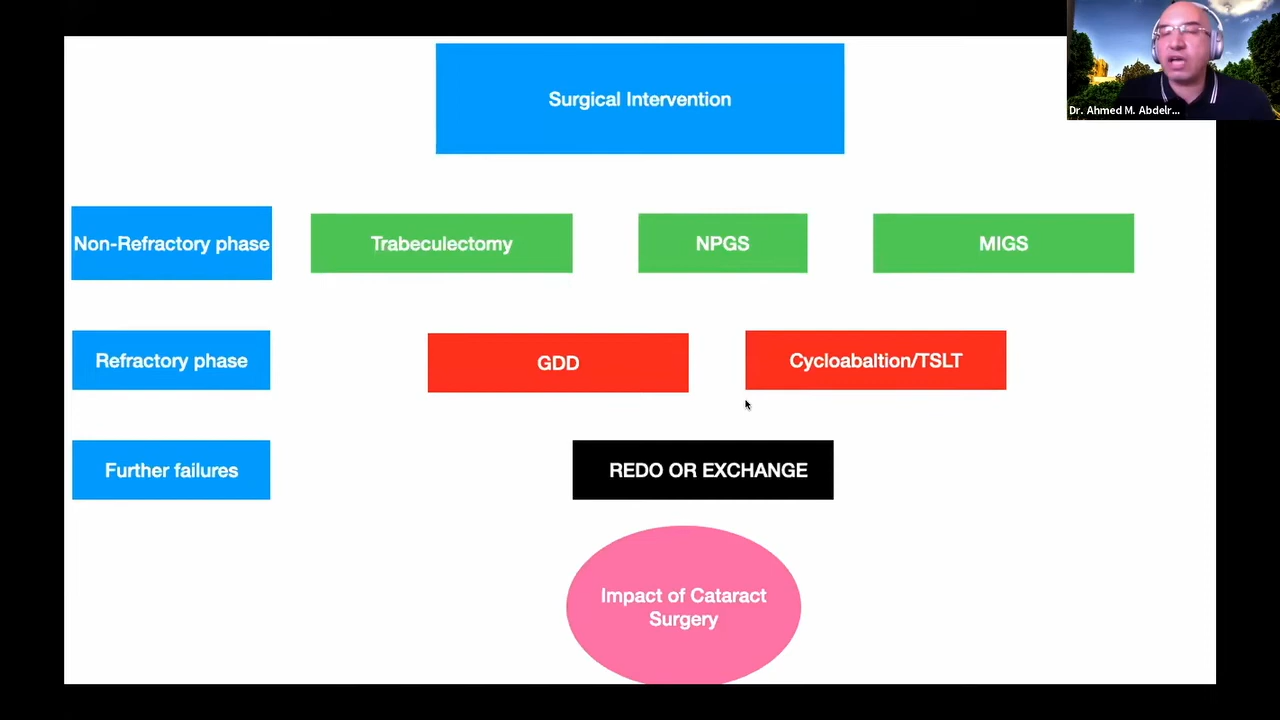 Surgical Intervention
Dr. Ahmed M. Abdelr...
Non-Refractory phase
Trabeculectomy
NPGS
MIGS
Refractory phase
GDD
Cycloabaltion/TSLT
Further failures
REDO OR EXCHANGE
Impact of Cataract
Surgery